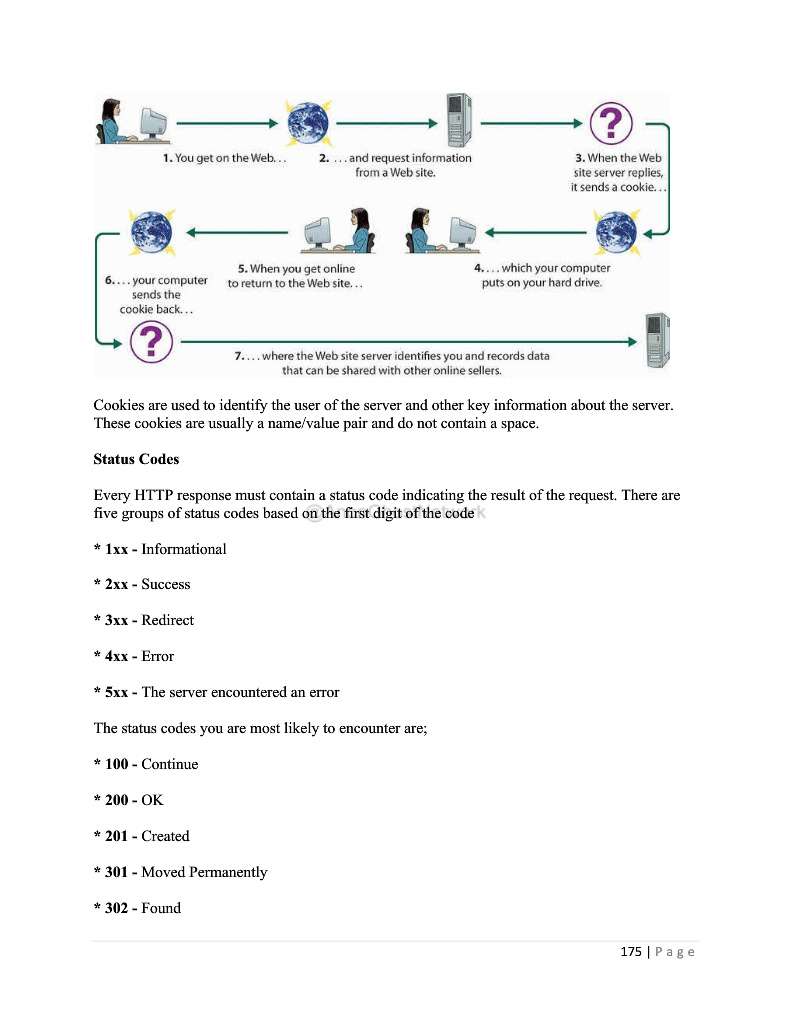 1. You get on the Web...
2. ....and request information
from a Web site.
3. When the Web
site server replies,
it sends a cookie...
4....which your computer
puts on your hard drive.
5. When you get online
to return to the Web site...
6....your computer
sends the
cookie back...
?
?
7....where the Web site server identifies you and records data
that can be shared with other online sellers.
Cookies are used to identify the user of the server and other key information about the server.
These cookies are usually a name/value pair and do not contain a space.
Status Codes
Every HTTP response must contain a status code indicating the result of the request. There are
five groups of status codes based on the first digit of the code
* 1xx - Informational
* 2xx - Success
* 3xx - Redirect
* 4xx - Error
* 5xx - The server encountered an error
The status codes you are most likely to encounter are;
* 100 - Continue
* 200 - OK
* 201 - Created
* 301 - Moved Permanently
* 302 - Found
175 | P a g e